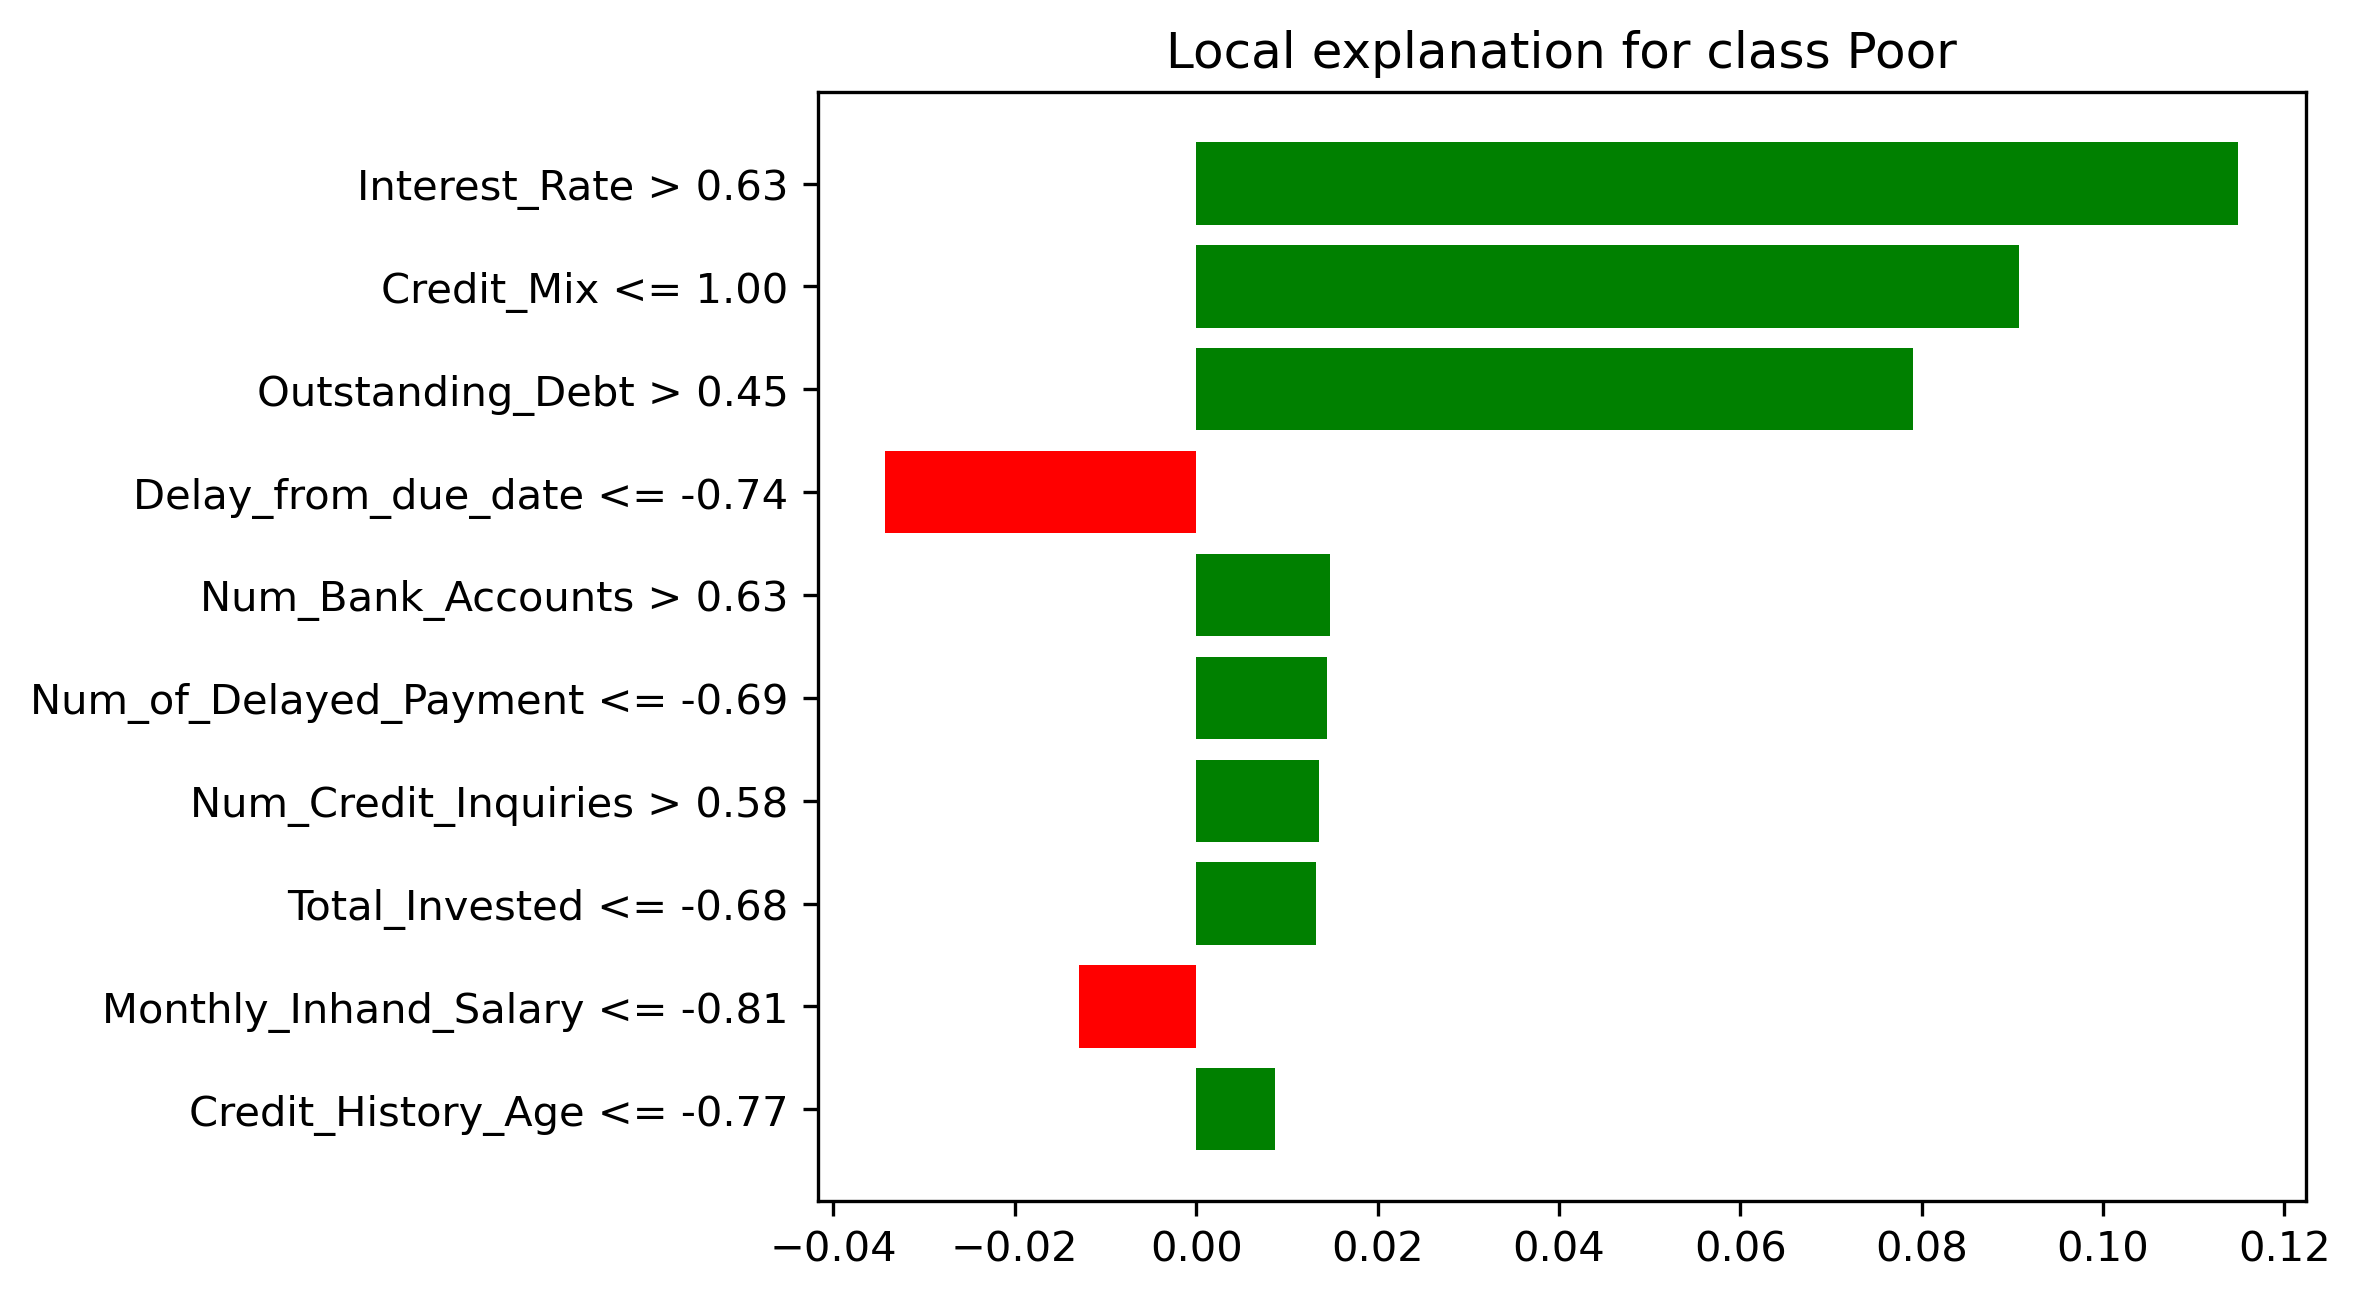 Local explanation for class Poor
Interest_Rate > 0.63
Credit_Mix <= 1.00
Outstanding_Debt > 0.45
Delay_from_due_date <= -0.74
Num_Bank_Accounts > 0.63
Num_of_Delayed_Payment <= -0.69
Num_Credit_Inquiries > 0.58
Total_Invested <= -0.68
Monthly_Inhand_Salary <= -0.81
Credit_History_Age <= -0.77
−0.04 −0.02 0.00 0.02 0.04 0.06 0.08 0.10 0.12